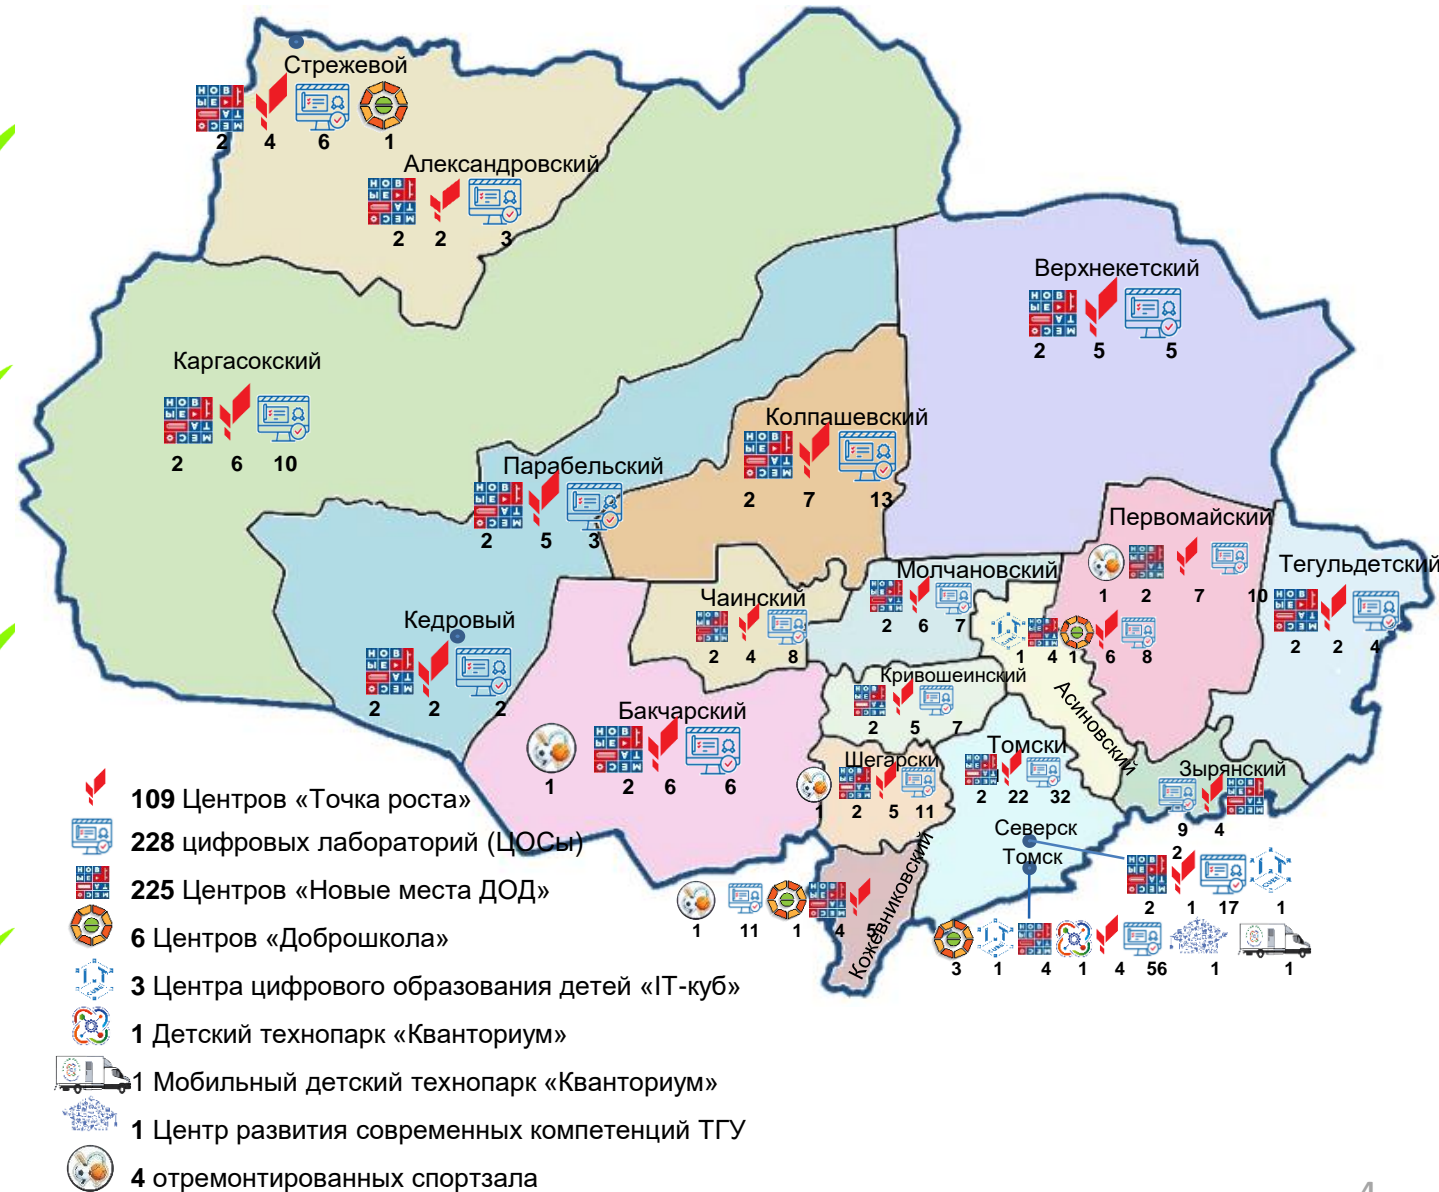 Стрежевой
2 4 6 1
Александровский
2 2 3
Верхнекетский
2 5 5
Каргасокский
2 6 10
Колпашевский
2 7 13
Парабельский
2 5 3
Первомайский
1 2 7 10
Тегульдетский
2 2 4
Молчановский
2 6 7
Чаинский
2 4 8
Кедровый
2 2 2
1 4 1 6 8
Асиновский
Кривошеинский
2 5 7
Бакчарский
1 2 6 6
Шегарски
1 2 5 11
Томски
2 22 32
Зырянский
9 4
2
Северск
2 1 17 1
Томск
3 1 4 1 4 56 1 1
Кожевниковский
1 11 1 4 5
109 Центров «Точка роста»
228 цифровых лабораторий (ЦОСы)
225 Центров «Новые места ДОД»
6 Центров «Доброшкола»
3 Центра цифрового образования детей «IT-куб»
1 Детский технопарк «Кванториум»
1 Мобильный детский технопарк «Кванториум»
1 Центр развития современных компетенций ТГУ
4 отремонтированных спортзала